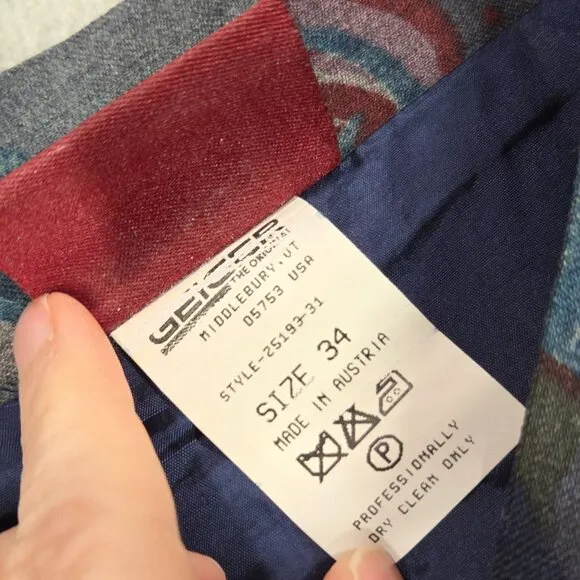 GEIGER
THE ORIGINAL
MIDDLEBURY, VT
05753 USA
STYLE-25193-31
SIZE 34
MADE IN AUSTRIA
P
PROFESSIONALLY
DRY CLEAN ONLY